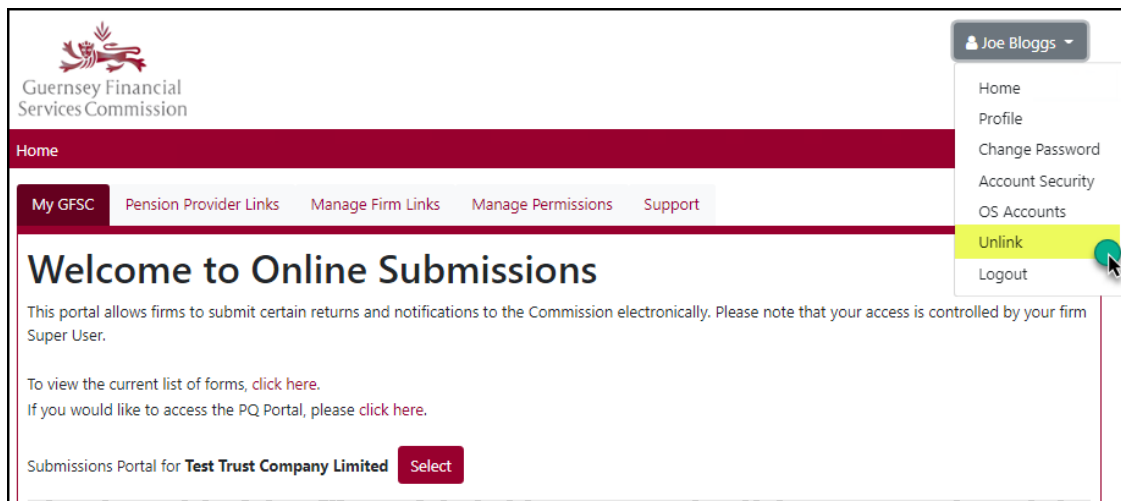 Guernsey Financial
Services Commission
Joe Bloggs
Home
Profile
Change Password
Account Security
OS Accounts
Unlink
Logout
Home
My GFSC Pension Provider Links Manage Firm Links Manage Permissions Support
Welcome to Online Submissions
This portal allows firms to submit certain returns and notifications to the Commission electronically. Please note that your access is controlled by your firm
Super User.
To view the current list of forms, click here.
If you would like to access the PQ Portal, please click here.
Submissions Portal for Test Trust Company Limited Select